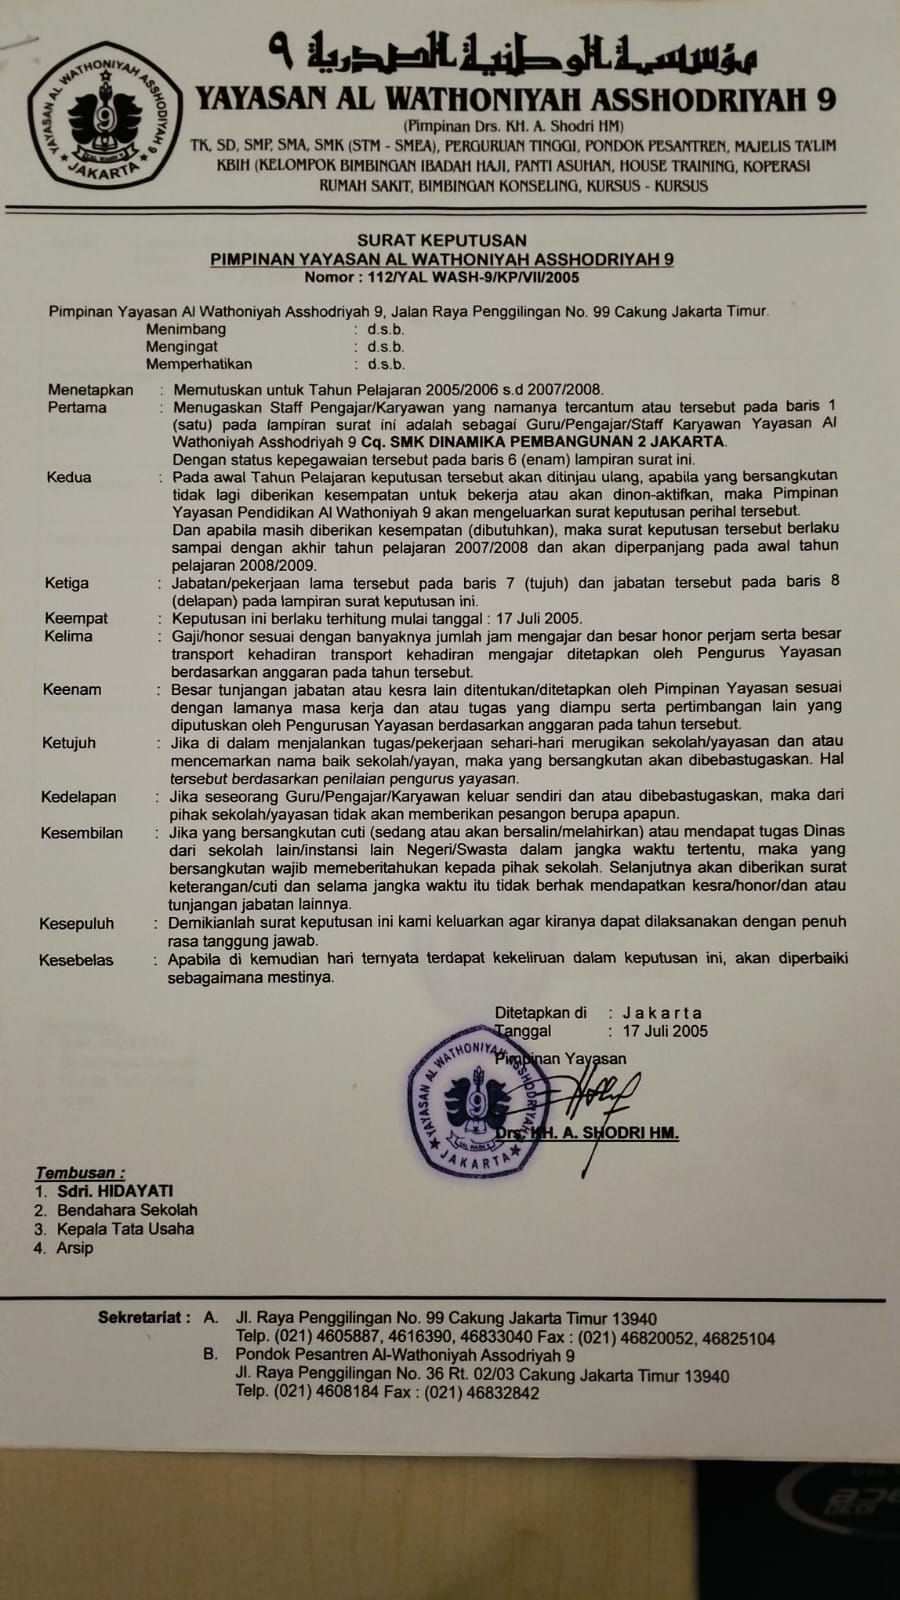 مؤسسة الوطنية الصدرية ٩
YAYASAN AL WATHONIYAH ASSHODRIYAH 9
(Pimpinan Drs. KH. A. Shodri HM)
TK, SD, SMP, SMA, SMK (STM - SMEA), PERGURUAN TINGGI, PONDOK PESANTREN, MAJELIS TA'LIM
KBIH (KELOMPOK BIMBINGAN IBADAH HAJI, PANTI ASUHAN, HOUSE TRAINING, KOPERASI
RUMAH SAKIT, BIMBINGAN KONSELING, KURSUS - KURSUS
YAYASAN AL WATHONIYAH ASSHODRIYAH 9
9
JAKARTA
SURAT KEPUTUSAN
PIMPINAN YAYASAN AL WATHONIYAH ASSHODRIYAH 9
Nomor : 112/YAL WASH-9/KP/VII/2005
Pimpinan Yayasan Al Wathoniyah Asshodriyah 9, Jalan Raya Penggilingan No. 99 Cakung Jakarta Timur.
Menimbang : d.s.b.
Mengingat : d.s.b.
Memperhatikan : d.s.b.
Menetapkan : Memutuskan untuk Tahun Pelajaran 2005/2006 s.d 2007/2008.
Pertama : Menugaskan Staff Pengajar/Karyawan yang namanya tercantum atau tersebut pada baris 1
(satu) pada lampiran surat ini adalah sebagai Guru/Pengajar/Staff Karyawan Yayasan Al
Wathoniyah Asshodriyah 9 Cq. SMK DINAMIKA PEMBANGUNAN 2 JAKARTA.
Dengan status kepegawaian tersebut pada baris 6 (enam) lampiran surat ini.
Kedua : Pada awal Tahun Pelajaran keputusan tersebut akan ditinjau ulang, apabila yang bersangkutan
tidak lagi diberikan kesempatan untuk bekerja atau akan dinon-aktifkan, maka Pimpinan
Yayasan Pendidikan Al Wathoniyah 9 akan mengeluarkan surat keputusan perihal tersebut.
Dan apabila masih diberikan kesempatan (dibutuhkan), maka surat keputusan tersebut berlaku
sampai dengan akhir tahun pelajaran 2007/2008 dan akan diperpanjang pada awal tahun
pelajaran 2008/2009.
Ketiga : Jabatan/pekerjaan lama tersebut pada baris 7 (tujuh) dan jabatan tersebut pada baris 8
(delapan) pada lampiran surat keputusan ini.
Keempat : Keputusan ini berlaku terhitung mulai tanggal : 17 Juli 2005.
Kelima : Gaji/honor sesuai dengan banyaknya jumlah jam mengajar dan besar honor perjam serta besar
transport kehadiran transport kehadiran mengajar ditetapkan oleh Pengurus Yayasan
berdasarkan anggaran pada tahun tersebut.
Keenam : Besar tunjangan jabatan atau kesra lain ditentukan/ditetapkan oleh Pimpinan Yayasan sesuai
dengan lamanya masa kerja dan atau tugas yang diampu serta pertimbangan lain yang
diputuskan oleh Pengurusan Yayasan berdasarkan anggaran pada tahun tersebut.
Ketujuh : Jika di dalam menjalankan tugas/pekerjaan sehari-hari merugikan sekolah/yayasan dan atau
mencemarkan nama baik sekolah/yayan, maka yang bersangkutan akan dibebastugaskan. Hal
tersebut berdasarkan penilaian pengurus yayasan.
Kedelapan : Jika seseorang Guru/Pengajar/Karyawan keluar sendiri dan atau dibebastugaskan, maka dari
pihak sekolah/yayasan tidak akan memberikan pesangon berupa apapun.
Kesembilan : Jika yang bersangkutan cuti (sedang atau akan bersalin/melahirkan) atau mendapat tugas Dinas
dari sekolah lain/instansi lain Negeri/Swasta dalam jangka waktu tertentu, maka yang
bersangkutan wajib memeberitahukan kepada pihak sekolah. Selanjutnya akan diberikan surat
keterangan/cuti dan selama jangka waktu itu tidak berhak mendapatkan kesra/honor/dan atau
tunjangan jabatan lainnya.
Kesepuluh : Demikianlah surat keputusan ini kami keluarkan agar kiranya dapat dilaksanakan dengan penuh
rasa tanggung jawab.
Kesebelas : Apabila di kemudian hari ternyata terdapat kekeliruan dalam keputusan ini, akan diperbaiki
sebagaimana mestinya.
Ditetapkan di : J a k a r t a
Tanggal : 17 Juli 2005
Pimpinan Yayasan
YAYASAN AL WATHONIYAH ASSHODRIYAH
9
JAKARTA
Drs. KH. A. SHODRI HM.
Tembusan :
1. Sdri. HIDAYATI
2. Bendahara Sekolah
3. Kepala Tata Usaha
4. Arsip
Sekretariat : A. Jl. Raya Penggilingan No. 99 Cakung Jakarta Timur 13940
Telp. (021) 4605887, 4616390, 46833040 Fax : (021) 46820052, 46825104
B. Pondok Pesantren Al-Wathoniyah Assodriyah 9
Jl. Raya Penggilingan No. 36 Rt. 02/03 Cakung Jakarta Timur 13940
Telp. (021) 4608184 Fax : (021) 46832842